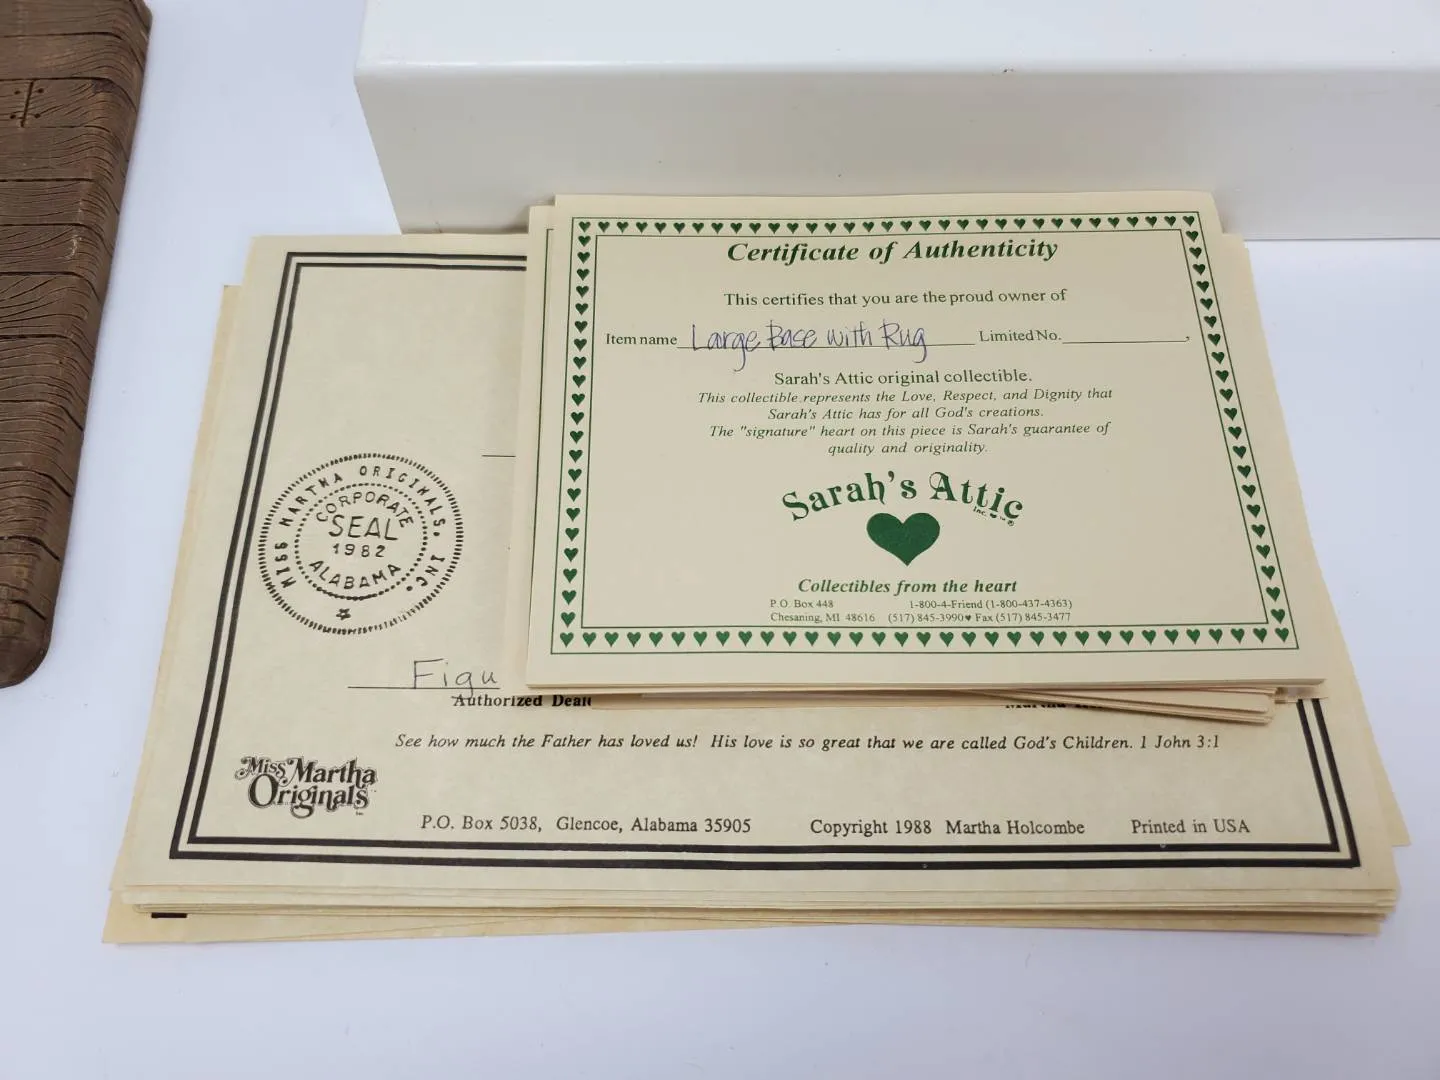 Certificate of Authenticity
This certifies that you are the proud owner of
Item name Large Base with Rug Limited No. ,
Sarah's Attic original collectible.
This collectible represents the Love, Respect, and Dignity that
Sarah's Attic has for all God's creations.
The "signature" heart on this piece is Sarah's guarantee of
quality and originality.
Sarah's Attic
Inc. ®
Collectibles from the heart
P.O. Box 448 1-800-4-Friend (1-800-437-4363)
Chesaning, MI 48616 (517) 845-3990♥ Fax (517) 845-3477
MISS MARTHA ORIGINALS, INC.
CORPORATE
SEAL
1982
ALABAMA
Figu
Authorized Deal
See how much the Father has loved us! His love is so great that we are called God's Children. 1 John 3:1
Miss Martha
Originals
Inc.
P.O. Box 5038, Glencoe, Alabama 35905 Copyright 1988 Martha Holcombe Printed in USA